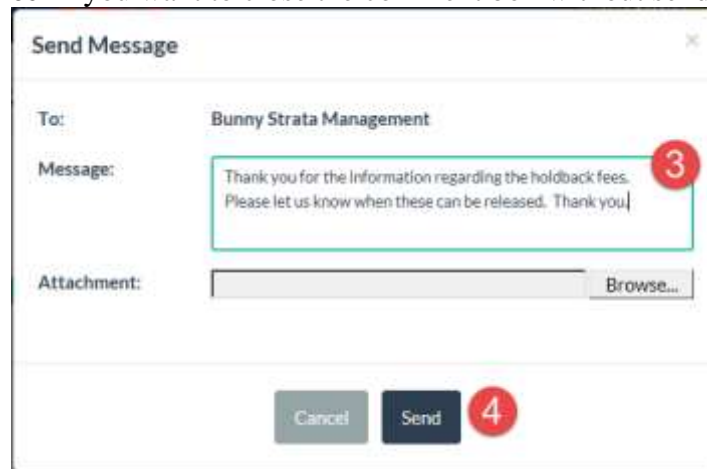 Send Message ×
To: Bunny Strata Management
Message: Thank you for the information regarding the holdback fees. 3
Please let us know when these can be released. Thank you.
Attachment: Browse...
Cancel Send 4